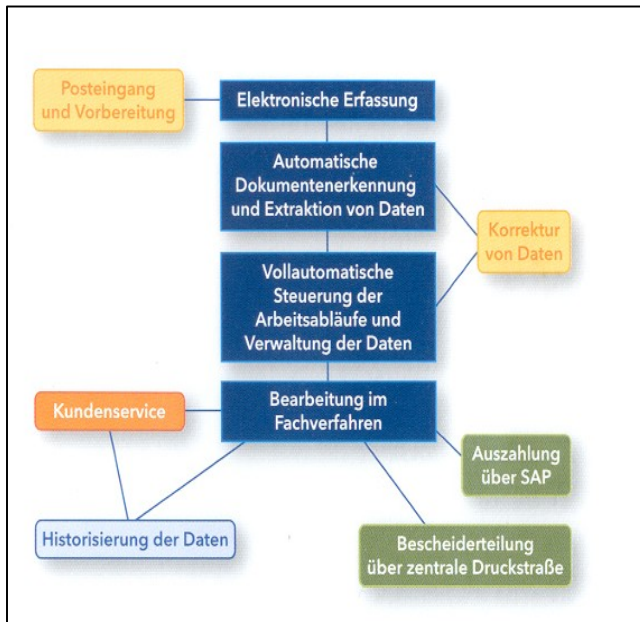 Posteingang
und Vorbereitung
Elektronische Erfassung
Automatische
Dokumentenerkennung
und Extraktion von Daten
Korrektur
von Daten
Vollautomatische
Steuerung der
Arbeitsabläufe und
Verwaltung der Daten
Kundenservice
Bearbeitung im
Fachverfahren
Auszahlung
über SAP
Historisierung der Daten
Bescheiderteilung
über zentrale Druckstraße